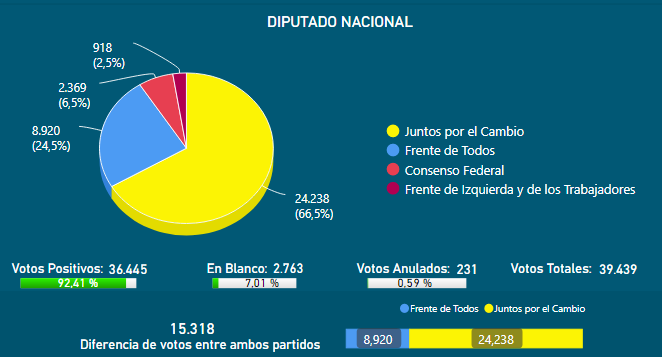 DIPUTADO NACIONAL
918
(2,5%)
2.369
(6,5%)
8.920
(24,5%)
24.238
(66,5%)
Juntos por el Cambio
Frente de Todos
Consenso Federal
Frente de Izquierda y de los Trabajadores
Votos Positivos: 36.445
92,41 %
En Blanco: 2.763
7,01 %
Votos Anulados: 231
0,59 %
Votos Totales: 39.439
15.318
Diferencia de votos entre ambos partidos
Frente de Todos Juntos por el Cambio
8,920 24,238